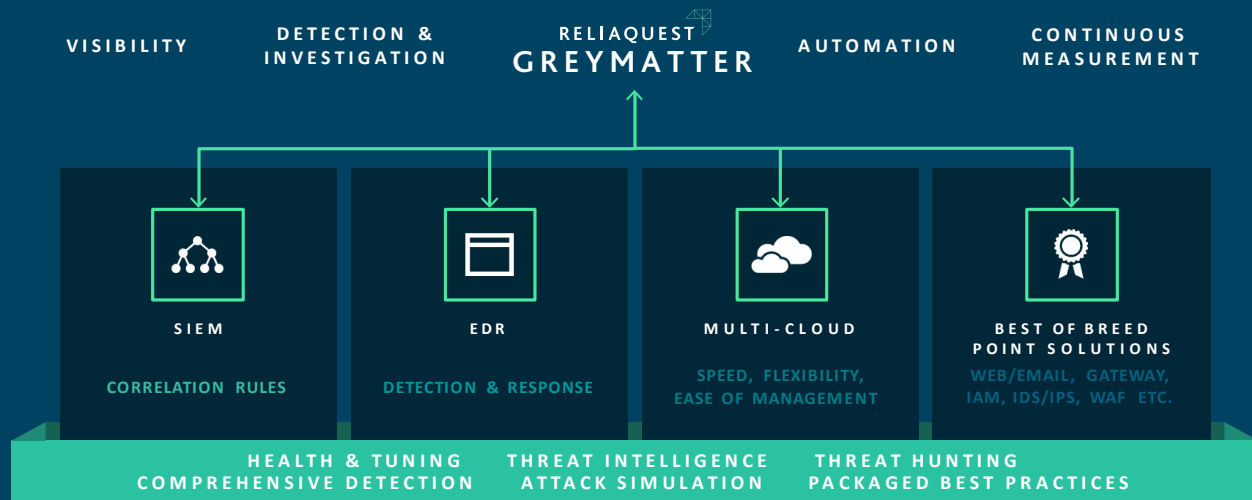 VISIBILITY
DETECTION &
INVESTIGATION
RELIAQUEST
GREYMATTER
AUTOMATION
CONTINUOUS
MEASUREMENT
SIEM
CORRELATION RULES
EDR
DETECTION & RESPONSE
MULTI-CLOUD
SPEED, FLEXIBILITY,
EASE OF MANAGEMENT
BEST OF BREED
POINT SOLUTIONS
WEB/EMAIL, GATEWAY,
IAM, IDS/IPS, WAF ETC.
HEALTH & TUNING THREAT INTELLIGENCE THREAT HUNTING
COMPREHENSIVE DETECTION ATTACK SIMULATION PACKAGED BEST PRACTICES